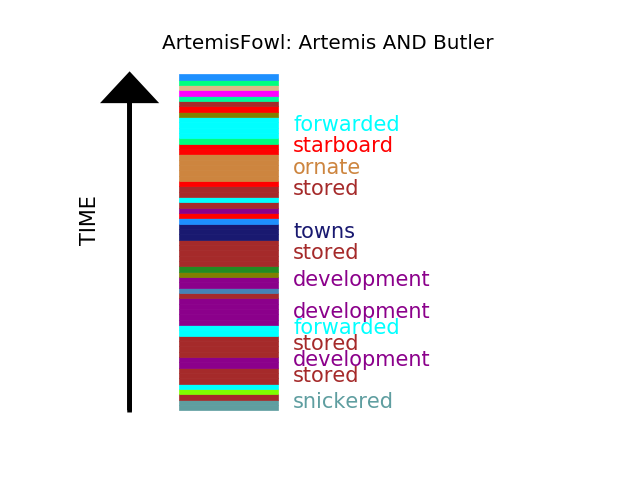 ArtemisFowl: Artemis AND Butler
forwarded
starboard
ornate
stored
TIME
towns
stored
development
development
forwarded
stored
development
stored
snickered